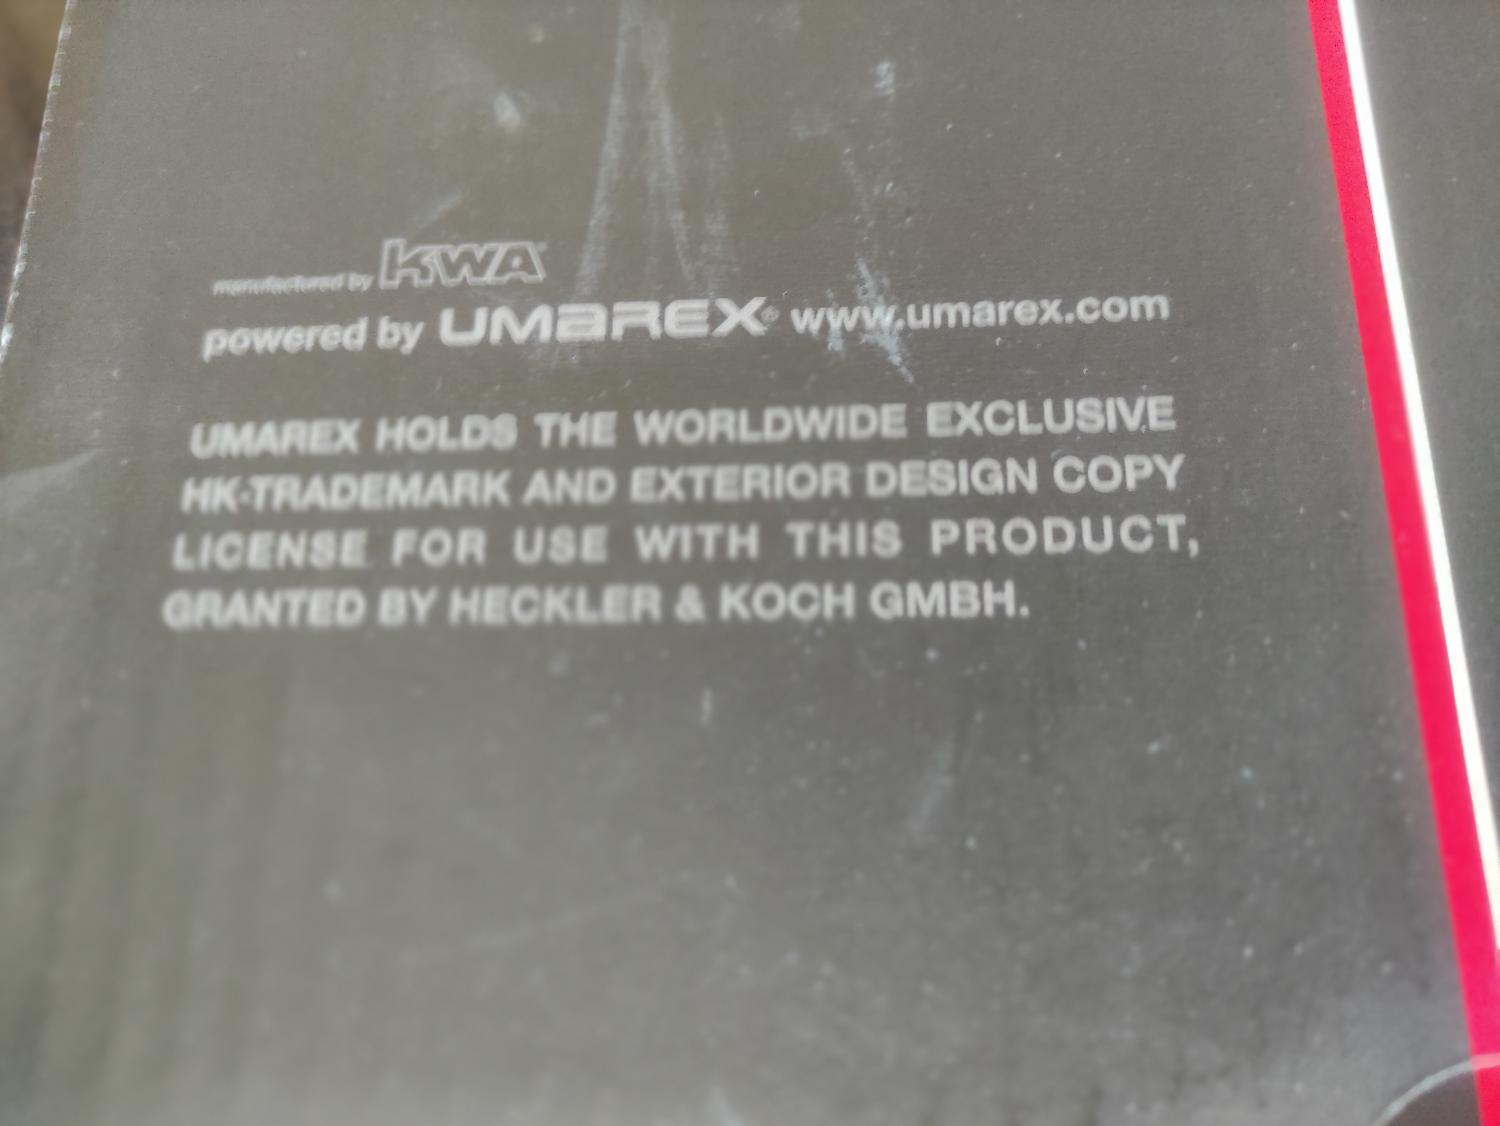 manufactured by KWA
powered by UMAREX® www.umarex.com
UMAREX HOLDS THE WORLDWIDE EXCLUSIVE
HK-TRADEMARK AND EXTERIOR DESIGN COPY
LICENSE FOR USE WITH THIS PRODUCT,
GRANTED BY HECKLER & KOCH GMBH.